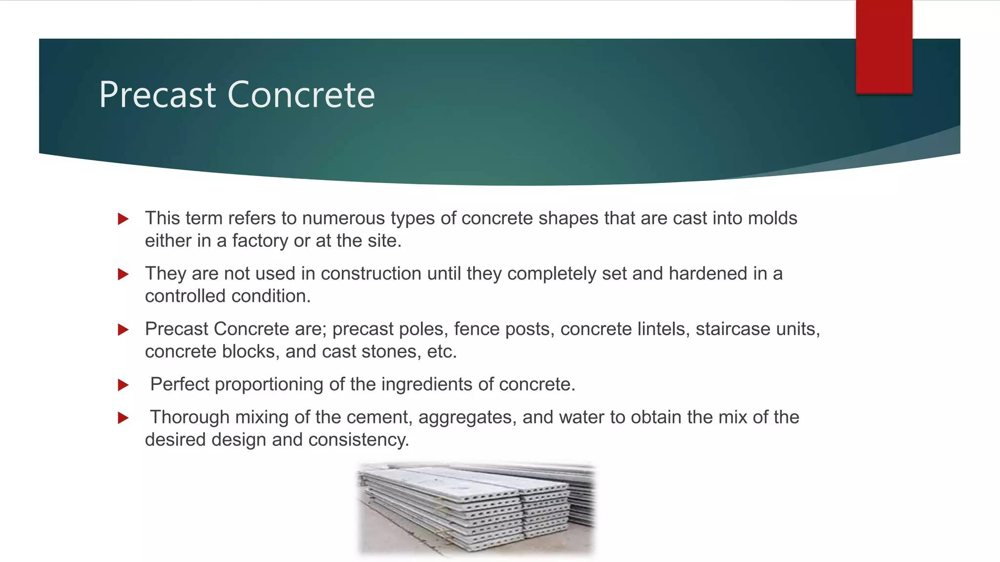 Precast Concrete
This term refers to numerous types of concrete shapes that are cast into molds
either in a factory or at the site.
They are not used in construction until they completely set and hardened in a
controlled condition.
Precast Concrete are; precast poles, fence posts, concrete lintels, staircase units,
concrete blocks, and cast stones, etc.
Perfect proportioning of the ingredients of concrete.
Thorough mixing of the cement, aggregates, and water to obtain the mix of the
desired design and consistency.